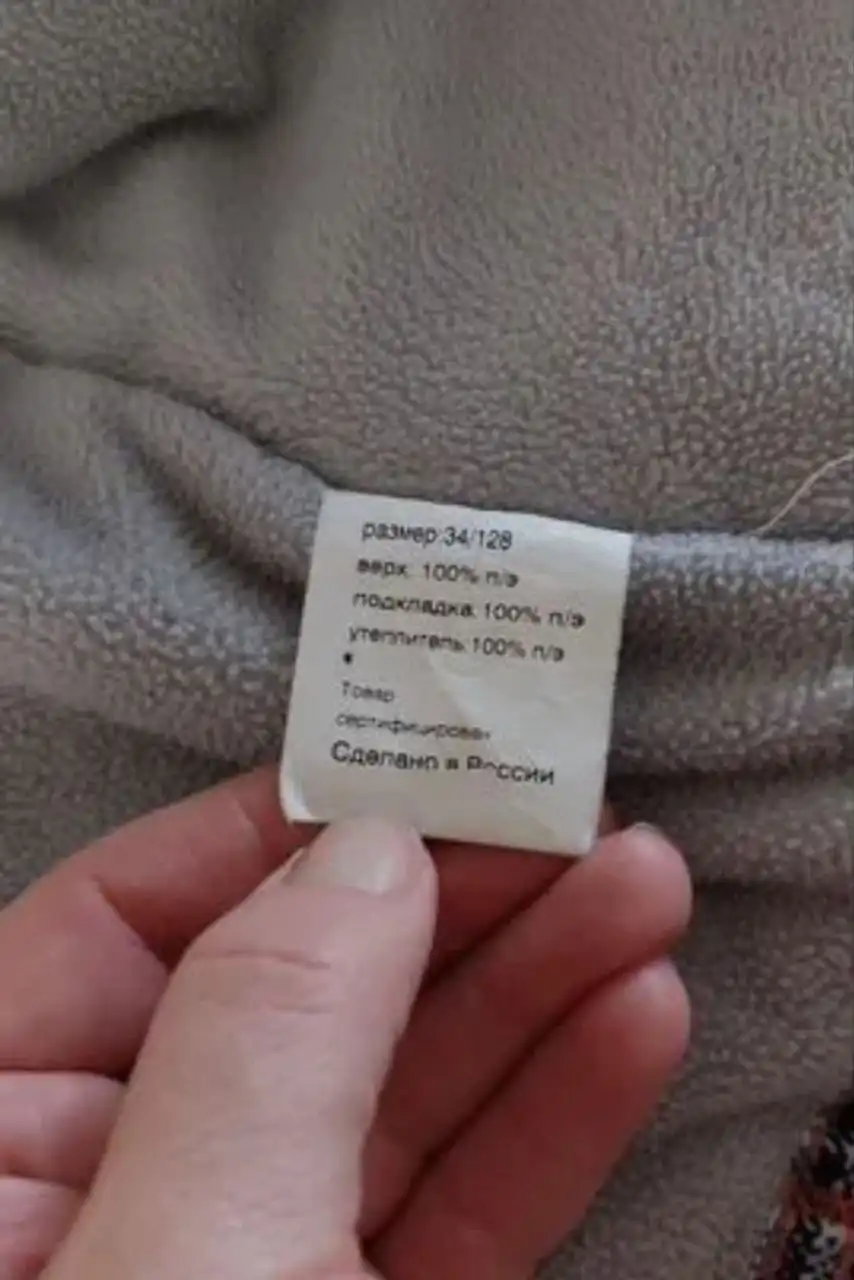 размер:34/128
верх: 100% п/э
подкладка:100% п/э
утеплитель:100% п/э
*
Товар
сертифицирован
Сделано в России